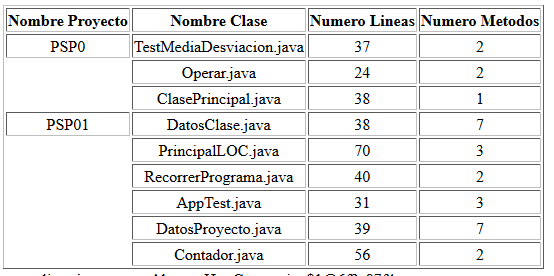 Nombre Proyecto Nombre Clase Numero Lineas Numero Metodos
PSP0 TestMediaDesviacion.java 37 2
Operar.java 24 2
ClasePrincipal.java 38 1
PSP01 DatosClase.java 38 7
PrincipalLOC.java 70 3
RecorrerPrograma.java 40 2
AppTest.java 31 3
DatosProyecto.java 39 7
Contador.java 56 2